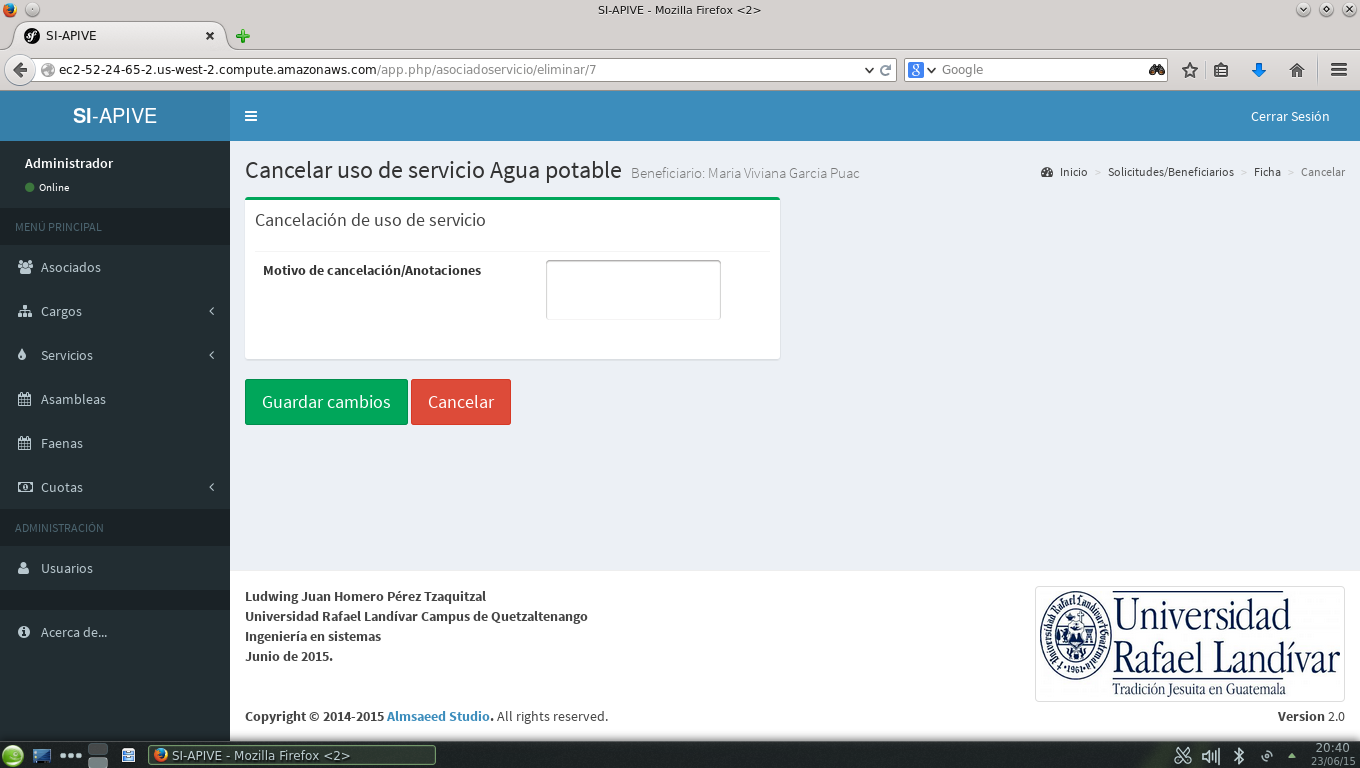 SI-APIVE - Mozilla Firefox <2>
SI-APIVE
ec2-52-24-65-2.us-west-2.compute.amazonaws.com/app.php/asociadoservicio/eliminar/7
Google
SI-APIVE
Cerrar Sesión
Administrador
Online
MENÚ PRINCIPAL
Asociados
Cargos
Servicios
Asambleas
Faenas
Cuotas
ADMINISTRACIÓN
Usuarios
Acerca de...
Cancelar uso de servicio Agua potable Beneficiario: Maria Viviana Garcia Puac
Inicio > Solicitudes/Beneficiarios > Ficha > Cancelar
Cancelación de uso de servicio
Motivo de cancelación/Anotaciones
Guardar cambios Cancelar
Ludwing Juan Homero Pérez Tzaquitzal
Universidad Rafael Landívar Campus de Quetzaltenango
Ingeniería en sistemas
Junio de 2015.
Universidad
Rafael Landívar
Tradición Jesuita en Guatemala
Copyright © 2014-2015 Almsaeed Studio. All rights reserved.
Version 2.0
SI-APIVE - Mozilla Firefox <2>
20:40
23/06/15